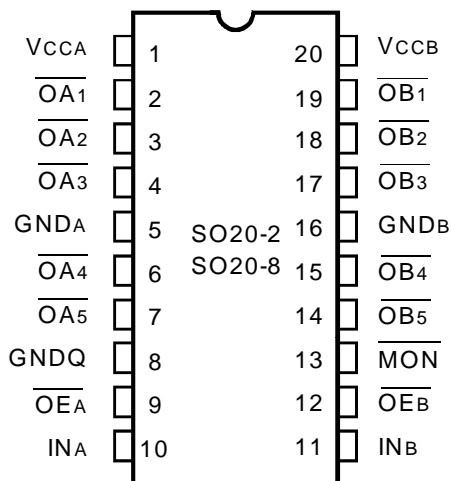 VCCA 1 20 VCCB
OA1 2 19 OB1
OA2 3 18 OB2
OA3 4 17 OB3
GNDA 5 SO20-2 16 GNDB
SO20-8
OA4 6 15 OB4
OA5 7 14 OB5
GNDQ 8 13 MON
OEA 9 12 OEB
INA 10 11 INB